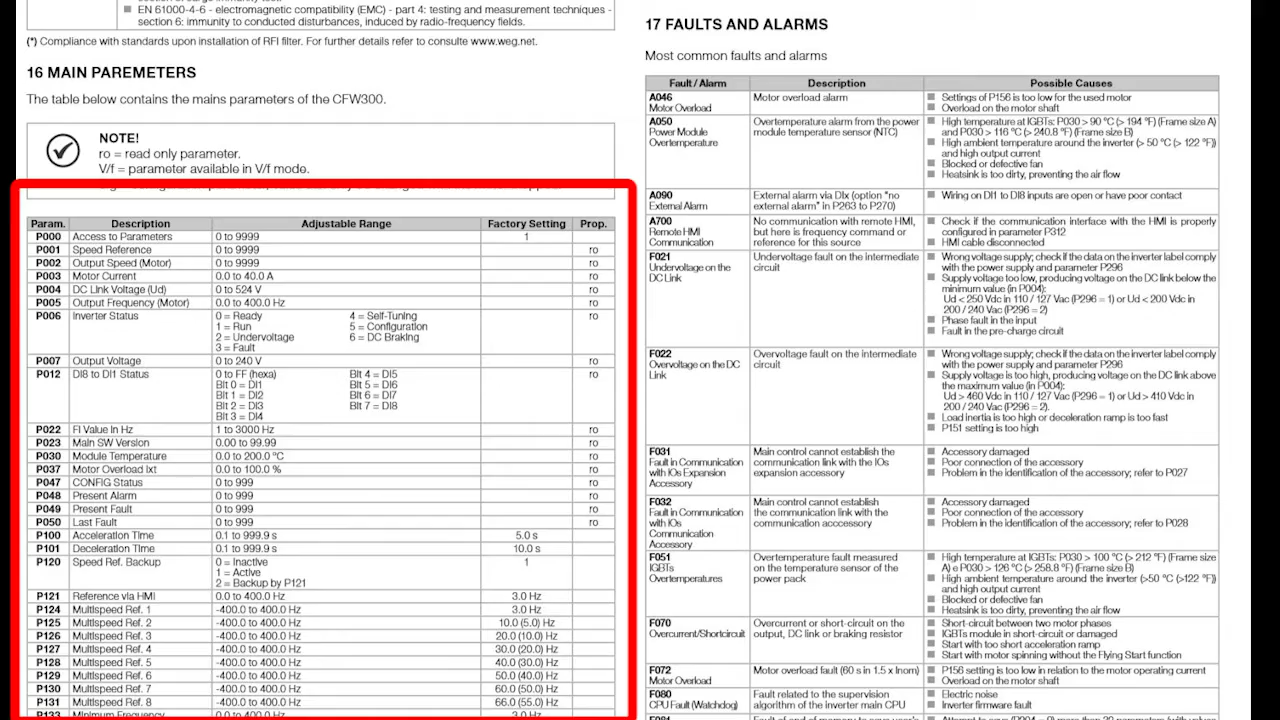 EN 61000-4-6 - electromagnetic compatibility (EMC) - part 4: testing and measurement techniques -
section 6: immunity to conducted disturbances, induced by radio-frequency fields.
(*) Compliance with standards upon installation of RFI filter. For further details refer to consulte www.weg.net.
16 MAIN PAREMETERS
The table below contains the mains parameters of the CFW300.
NOTE!
ro = read only parameter.
V/f = parameter available in V/f mode.
Param. Description Adjustable Range Factory Setting Prop.
P000 Access to Parameters 0 to 9999 1
P001 Speed Reference 0 to 9999 ro
P002 Output Speed (Motor) 0 to 9999 ro
P003 Motor Current 0.0 to 40.0 A ro
P004 DC Link Voltage (Ud) 0 to 524 V ro
P005 Output Frequency (Motor) 0.0 to 400.0 Hz ro
P006 Inverter Status 0 = Ready 4 = Self-Tuning ro
1 = Run 5 = Configuration
2 = Undervoltage 6 = DC Braking
3 = Fault
P007 Output Voltage 0 to 240 V ro
P012 DI8 to DI1 Status 0 to FF (hexa) Bit 4 = DI5 ro
Bit 0 = DI1 Bit 5 = DI6
Bit 1 = DI2 Bit 6 = DI7
Bit 2 = DI3 Bit 7 = DI8
Bit 3 = DI4
P022 FI Value in Hz 1 to 3000 Hz ro
P023 Main SW Version 0.00 to 99.99 ro
P030 Module Temperature 0.0 to 200.0 ºC ro
P037 Motor Overload Ixt 0.0 to 100.0 % ro
P047 CONFIG Status 0 to 999 ro
P048 Present Alarm 0 to 999 ro
P049 Present Fault 0 to 999 ro
P050 Last Fault 0 to 999 ro
P100 Acceleration Time 0.1 to 999.9 s 5.0 s
P101 Deceleration Time 0.1 to 999.9 s 10.0 s
P120 Speed Ref. Backup 0 = Inactive 1
1 = Active
2 = Backup by P121
P121 Reference via HMI 0.0 to 400.0 Hz 3.0 Hz
P124 Multispeed Ref. 1 -400.0 to 400.0 Hz 3.0 Hz
P125 Multispeed Ref. 2 -400.0 to 400.0 Hz 10.0 (5.0) Hz
P126 Multispeed Ref. 3 -400.0 to 400.0 Hz 20.0 (10.0) Hz
P127 Multispeed Ref. 4 -400.0 to 400.0 Hz 30.0 (20.0) Hz
P128 Multispeed Ref. 5 -400.0 to 400.0 Hz 40.0 (30.0) Hz
P129 Multispeed Ref. 6 -400.0 to 400.0 Hz 50.0 (40.0) Hz
P130 Multispeed Ref. 7 -400.0 to 400.0 Hz 60.0 (50.0) Hz
P131 Multispeed Ref. 8 -400.0 to 400.0 Hz 66.0 (55.0) Hz
P133 Minimum Frequency 0.0 to 400.0 Hz 3.0 Hz
17 FAULTS AND ALARMS
Most common faults and alarms
Fault / Alarm Description Possible Causes
A046 Motor overload alarm Settings of P156 is too low for the used motor
Motor Overload Overload on the motor shaft
A050 Overtemperature alarm from the power High temperature at IGBTs: P030 > 90 °C (> 194 °F) (Frame size A)
Power Module module temperature sensor (NTC) and P030 > 116 °C (> 240.8 °F) (Frame size B)
Overtemperature High ambient temperature around the inverter (> 50 °C (> 122 °F))
and high output current
Blocked or defective fan
Heatsink is too dirty, preventing the air flow
A090 External alarm via DIx (option "no Wiring on DI1 to DI8 inputs are open or have poor contact
External Alarm external alarm" in P263 to P270)
A700 No communication with remote HMI, Check if the communication interface with the HMI is properly
Remote HMI but here is frequency command or configured in parameter P312
Communication reference for this source HMI cable disconnected
F021 Undervoltage fault on the intermediate Wrong voltage supply; check if the data on the inverter label comply
Undervoltage on the circuit with the power supply and parameter P296
DC Link Supply voltage too low, producing voltage on the DC link below the
minimum value (in P004):
Ud < 250 Vdc in 110 / 127 Vac (P296 = 1) or Ud < 200 Vdc in
200 / 240 Vac (P296 = 2)
Phase fault in the input
Fault in the pre-charge circuit
F022 Overvoltage fault on the intermediate Wrong voltage supply; check if the data on the inverter label comply
Overvoltage on the DC circuit with the power supply and parameter P296
Link Supply voltage is too high, producing voltage on the DC link above
the maximum value (in P004):
Ud > 460 Vdc in 110 / 127 Vac (P296 = 1) or Ud > 410 Vdc in
200 / 240 Vac (P296 = 2).
Load inertia is too high or deceleration ramp is too fast
P151 setting is too high
F031 Main control cannot establish the Accessory damaged
Fault in Communication communication link with the IOs Poor connection of the accessory
with IOs Expansion expansion accessory Problem in the identification of the accessory; refer to P027
Accessory
F032 Main control cannot establish Accessory damaged
Fault in Communication the communication link with the Poor connection of the accessory
with IOs communication acccessory Problem in the identification of the accessory; refer to P028
Communication
Accessory
F051 Overtemperature fault measured High temperature at IGBTs: P030 > 100 °C (> 212 °F) (Frame size
IGBTs on the temperature sensor of the A) e P030 > 126 °C (> 258.8 °F) (Frame size B)
Overtemperatures power pack High ambient temperature around the inverter (>50 °C (>122 °F))
and high output current
Blocked or defective fan
Heatsink is too dirty, preventing the air flow
F070 Overcurrent or short-circuit on the Short-circuit between two motor phases
Overcurrent/Shortcircuit output, DC link or braking resistor IGBTs module in short-circuit or damaged
Start with too short acceleration ramp
Start with motor spinning without the Flying Start function
F072 Motor overload fault (60 s in 1.5 x Inom) P156 setting is too low in relation to the motor operating current
Motor Overload Overload on the motor shaft
F080 Fault related to the supervision Electric noise
CPU Fault (Watchdog) algorithm of the inverter main CPU Inverter firmware fault